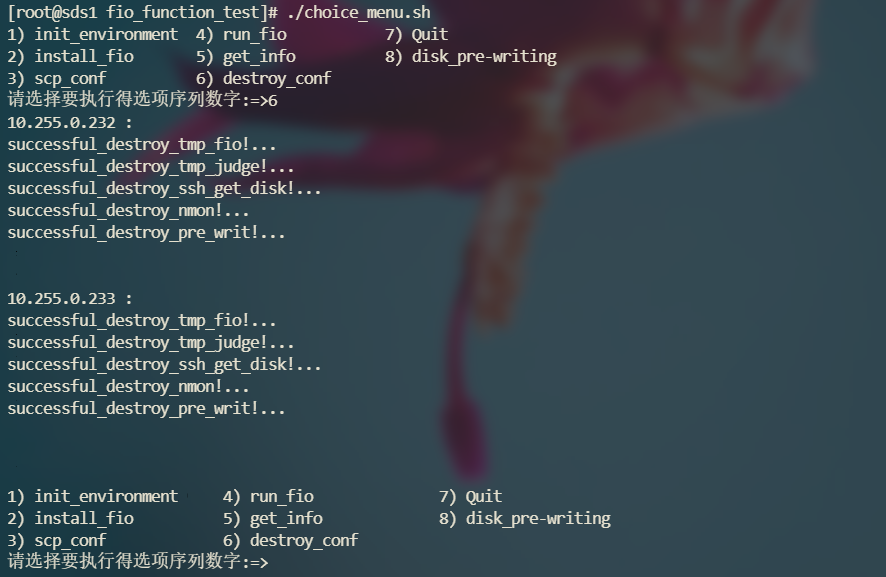 [root@sds1 fio_function_test]# ./choice_menu.sh
1) init_environment  4) run_fio           7) Quit
2) install_fio       5) get_info          8) disk_pre-writing
3) scp_conf          6) destroy_conf
请选择要执行得选项序列数字:=>6
10.255.0.232 :
successful_destroy_tmp_fio!...
successful_destroy_tmp_judge!...
successful_destroy_ssh_get_disk!...
successful_destroy_nmon!...
successful_destroy_pre_writ!...
10.255.0.233 :
successful_destroy_tmp_fio!...
successful_destroy_tmp_judge!...
successful_destroy_ssh_get_disk!...
successful_destroy_nmon!...
successful_destroy_pre_writ!...
1) init_environment     4) run_fio              7) Quit
2) install_fio          5) get_info             8) disk_pre-writing
3) scp_conf             6) destroy_conf
请选择要执行得选项序列数字:=>